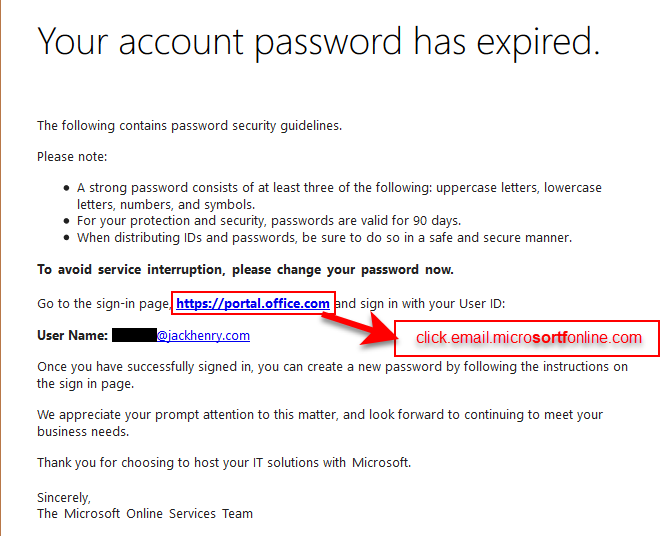 Your account password has expired.
The following contains password security guidelines.
Please note:
• A strong password consists of at least three of the following: uppercase letters, lowercase
letters, numbers, and symbols.
• For your protection and security, passwords are valid for 90 days.
• When distributing IDs and passwords, be sure to do so in a safe and secure manner.
To avoid service interruption, please change your password now.
Go to the sign-in page, https://portal.office.com and sign in with your User ID:
User Name: @jackhenry.com
click.email.microsortfonline.com
Once you have successfully signed in, you can create a new password by following the instructions on
the sign in page.
We appreciate your prompt attention to this matter, and look forward to continuing to meet your
business needs.
Thank you for choosing to host your IT solutions with Microsoft.
Sincerely,
The Microsoft Online Services Team